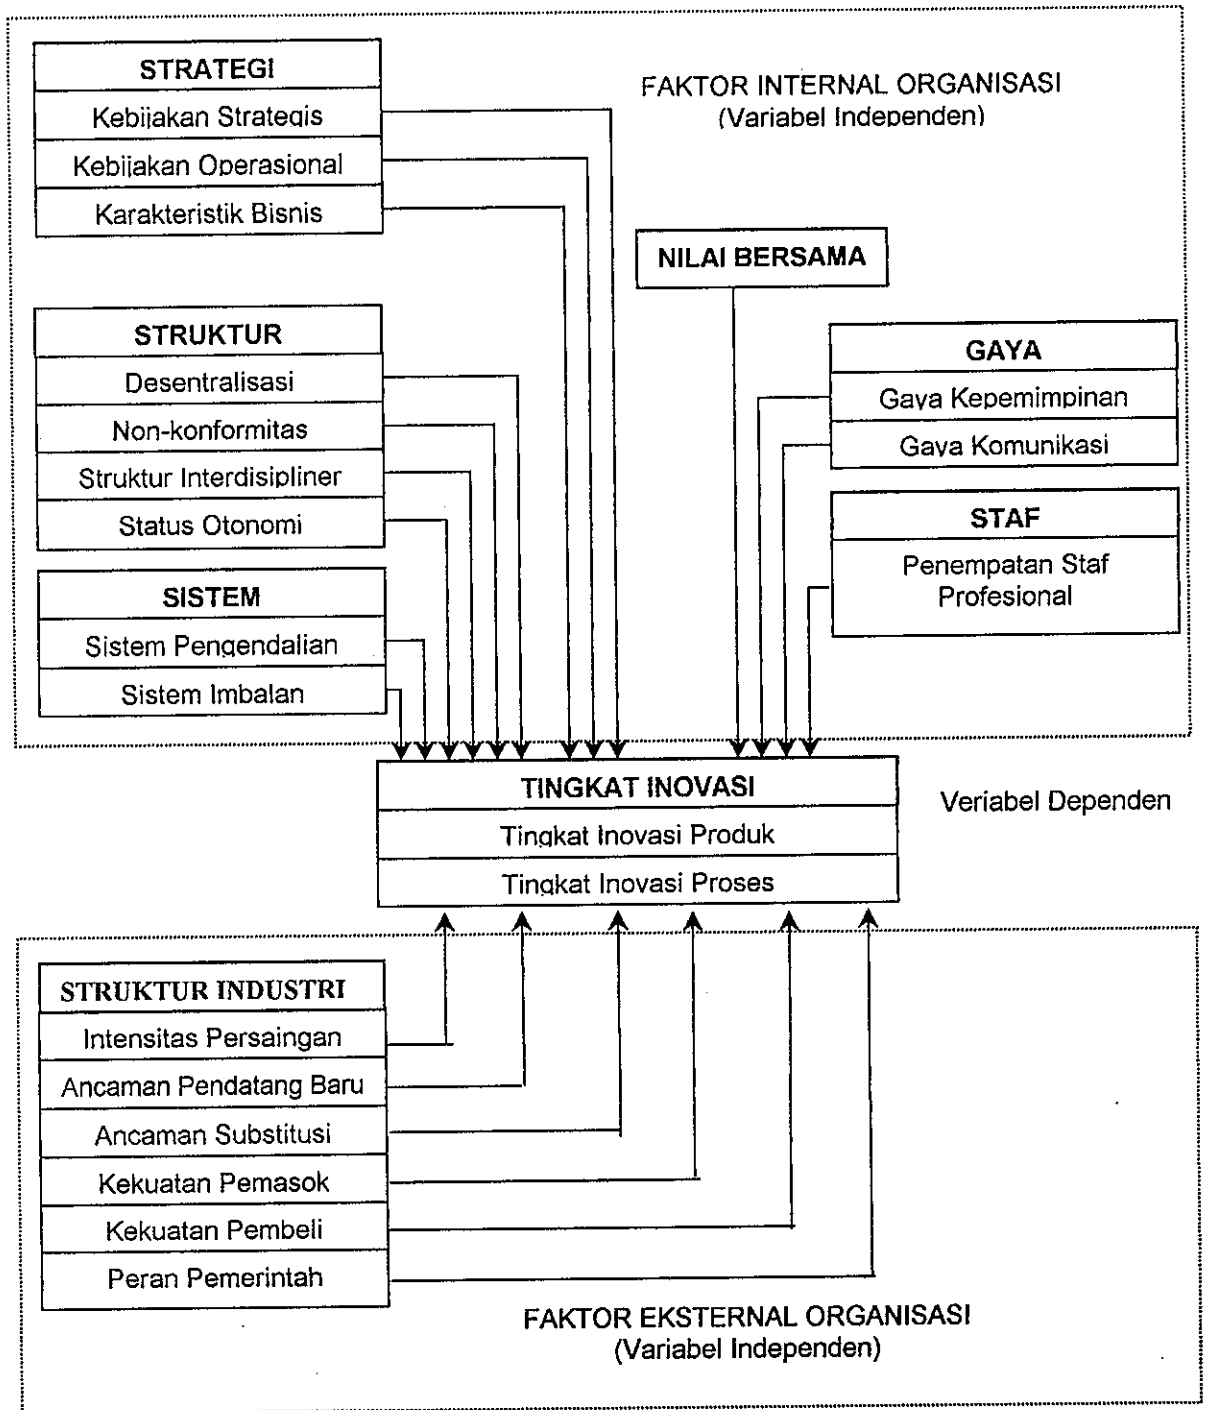 STRATEGI
Kebijakan Strategis
Kebijakan Operasional
Karakteristik Bisnis
FAKTOR INTERNAL ORGANISASI
(Variabel Independen)
NILAI BERSAMA
STRUKTUR
Desentralisasi
Non-konformitas
Struktur Interdisipliner
Status Otonomi
GAYA
Gaya Kepemimpinan
Gaya Komunikasi
STAF
Penempatan Staf
Profesional
SISTEM
Sistem Pengendalian
Sistem Imbalan
TINGKAT INOVASI
Tingkat Inovasi Produk
Tingkat Inovasi Proses
Veriabel Dependen
STRUKTUR INDUSTRI
Intensitas Persaingan
Ancaman Pendatang Baru
Ancaman Substitusi
Kekuatan Pemasok
Kekuatan Pembeli
Peran Pemerintah
FAKTOR EKSTERNAL ORGANISASI
(Variabel Independen)